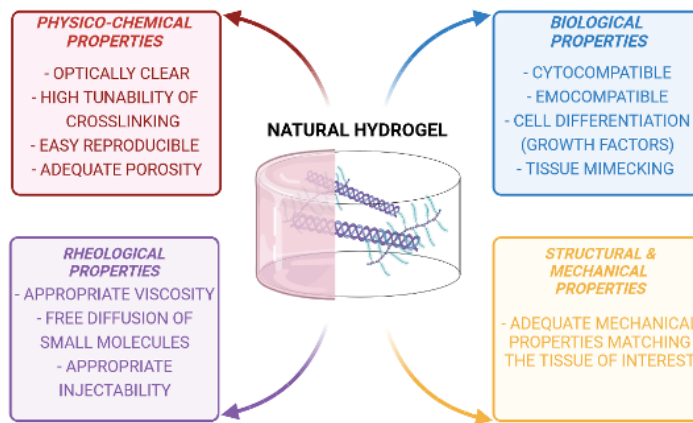 PHYSICO-CHEMICAL
PROPERTIES
- OPTICALLY CLEAR
- HIGH TUNABILITY OF
CROSSLINKING
- EASY REPRODUCIBLE
- ADEQUATE POROSITY
BIOLOGICAL
PROPERTIES
- CYTOCOMPATIBLE
- EMOCOMPATIBLE
- CELL DIFFERENTIATION
(GROWTH FACTORS)
- TISSUE MIMECKING
NATURAL HYDROGEL
RHEOLOGICAL
PROPERTIES
- APPROPRIATE VISCOSITY
- FREE DIFFUSION OF
SMALL MOLECULES
- APPROPRIATE
INJECTABILITY
STRUCTURAL &
MECHANICAL
PROPERTIES
- ADEQUATE MECHANICAL
PROPERTIES MATCHING
THE TISSUE OF INTEREST